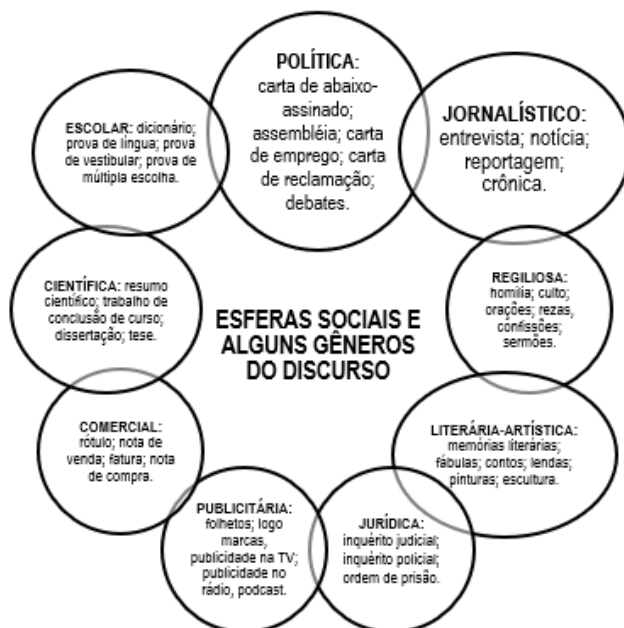 POLÍTICA:
carta de abaixo-
assinado;
assembléia; carta
de emprego; carta
de reclamação;
debates.
JORNALÍSTICO:
entrevista; notícia;
reportagem;
crônica.
ESCOLAR: dicionário;
prova de língua; prova
de vestibular; prova de
múltipla escolha.
REGILIOSA:
homilia; culto;
orações; rezas,
confissões;
sermões.
CIENTÍFICA: resumo
científico; trabalho de
conclusão de curso;
dissertação; tese.
ESFERAS SOCIAIS E
ALGUNS GÊNEROS
DO DISCURSO
COMERCIAL:
rótulo; nota de
venda; fatura; nota
de compra.
LITERÁRIA-ARTÍSTICA:
memórias literárias;
fábulas; contos; lendas;
pinturas; escultura.
PUBLICITÁRIA:
folhetos; logo
marcas,
publicidade na TV;
publicidade no
rádio, podcast.
JURÍDICA:
inquérito judicial;
inquérito policial;
ordem de prisão.